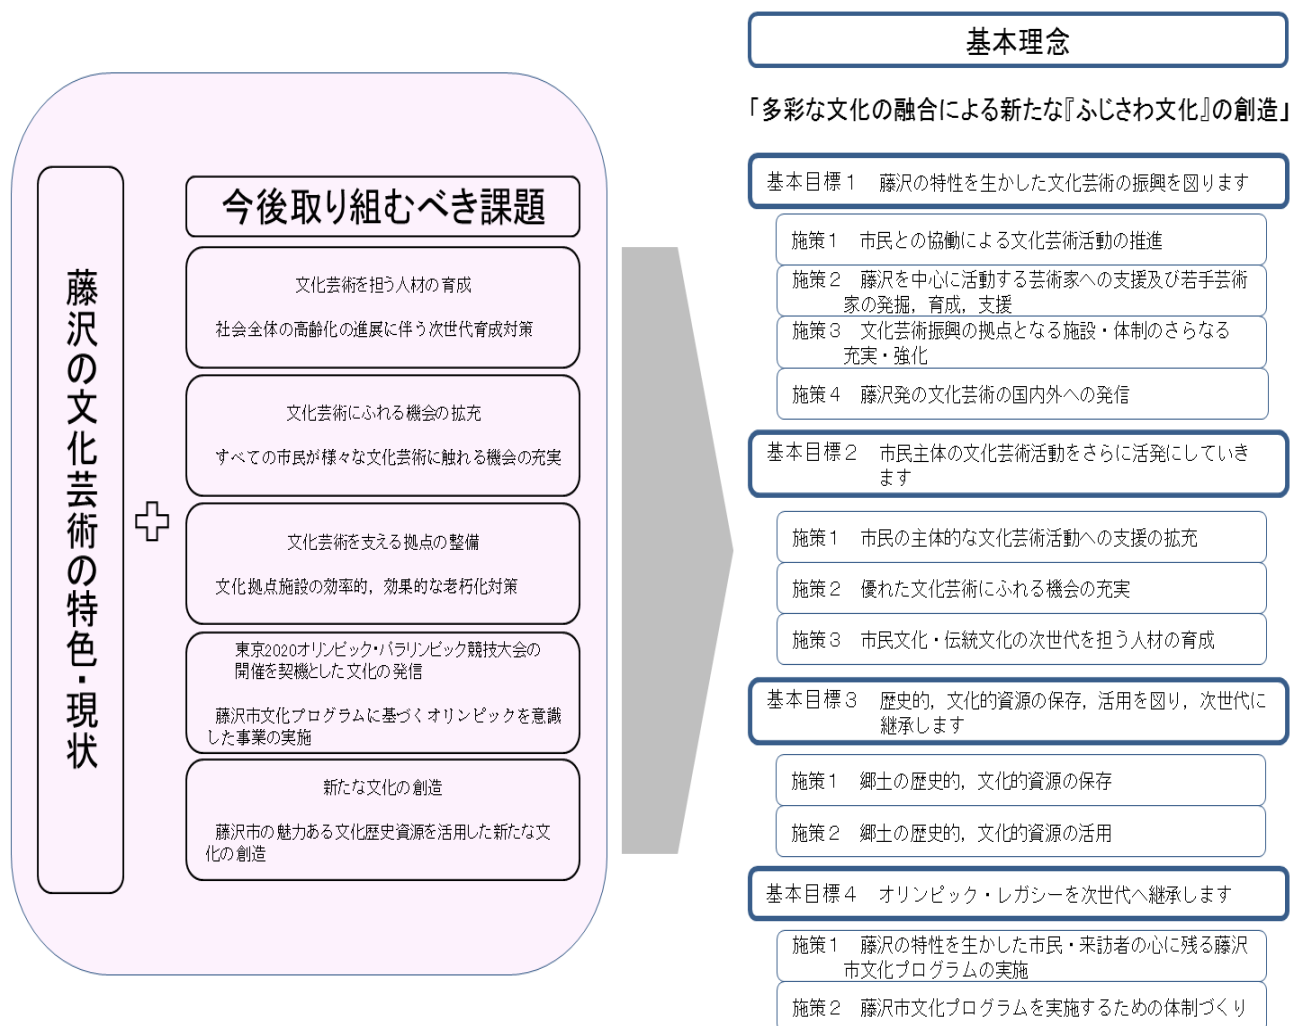 藤沢の文化芸術の特色・現状
今後取り組むべき課題
文化芸術を担う人材の育成
社会全体の高齢化の進展に伴う次世代育成対策
文化芸術にふれる機会の拡充
すべての市民が様々な文化芸術に触れる機会の充実
文化芸術を支える拠点の整備
文化拠点施設の効率的，効果的な老朽化対策
東京2020オリンピック・パラリンピック競技大会の
開催を契機とした文化の発信
藤沢市文化プログラムに基づくオリンピックを意識
した事業の実施
新たな文化の創造
藤沢市の魅力ある文化歴史資源を活用した新たな文
化の創造
基本理念
「多彩な文化の融合による新たな『ふじさわ文化』の創造」
基本目標１　藤沢の特性を生かした文化芸術の振興を図ります
施策１　市民との協働による文化芸術活動の推進
施策２　藤沢を中心に活動する芸術家への支援及び若手芸術
家の発掘，育成，支援
施策３　文化芸術振興の拠点となる施設・体制のさらなる
充実・強化
施策４　藤沢発の文化芸術の国内外への発信
基本目標２　市民主体の文化芸術活動をさらに活発にしていき
ます
施策１　市民の主体的な文化芸術活動への支援の拡充
施策２　優れた文化芸術にふれる機会の充実
施策３　市民文化・伝統文化の次世代を担う人材の育成
基本目標３　歴史的，文化的資源の保存，活用を図り，次世代に
継承します
施策１　郷土の歴史的，文化的資源の保存
施策２　郷土の歴史的，文化的資源の活用
基本目標４　オリンピック・レガシーを次世代へ継承します
施策１　藤沢の特性を生かした市民・来訪者の心に残る藤沢
市文化プログラムの実施
施策２　藤沢市文化プログラムを実施するための体制づくり